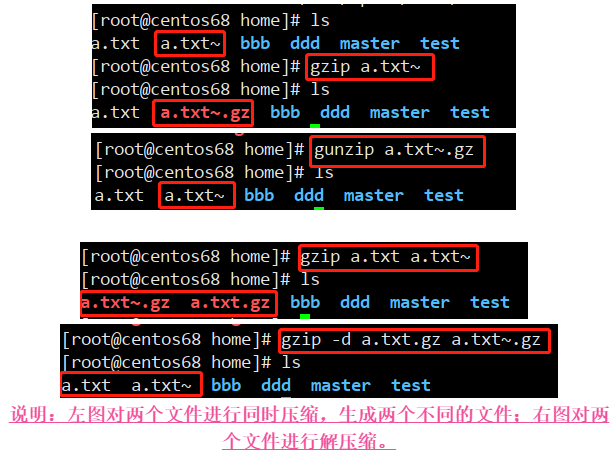 [root@centos68 home]# ls
a.txt a.txt~ bbb ddd master test
[root@centos68 home]# gzip a.txt~
[root@centos68 home]# ls
a.txt a.txt~.gz bbb ddd master test
[root@centos68 home]# gunzip a.txt~.gz
[root@centos68 home]# ls
a.txt a.txt~ bbb ddd master test
[root@centos68 home]# gzip a.txt a.txt~
[root@centos68 home]# ls
a.txt~.gz a.txt.gz bbb ddd master test
[root@centos68 home]# gzip -d a.txt.gz a.txt~.gz
[root@centos68 home]# ls
a.txt a.txt~ bbb ddd master test
说明：左图对两个文件进行同时压缩，生成两个不同的文件；右图对两
个文件进行解压缩。